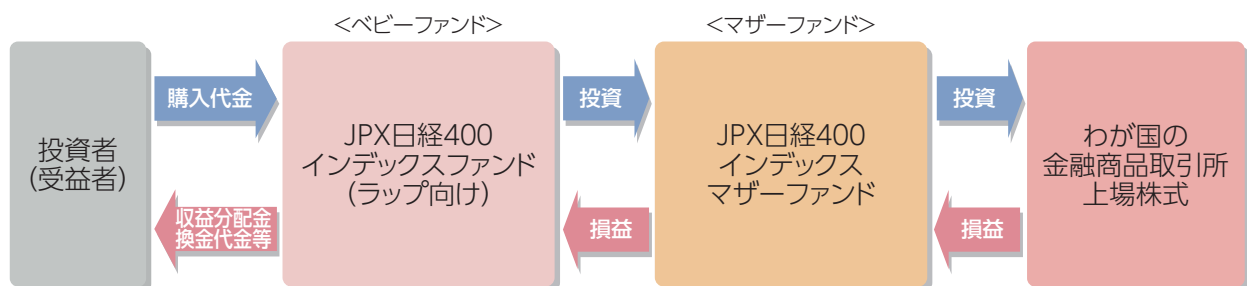 <ベビーファンド>
<マザーファンド>
投資者
(受益者)
購入代金
収益分配金
換金代金等
JPX日経400
インデックスファンド
(ラップ向け)
投資
損益
JPX日経400
インデックス
マザーファンド
投資
損益
わが国の
金融商品取引所
上場株式